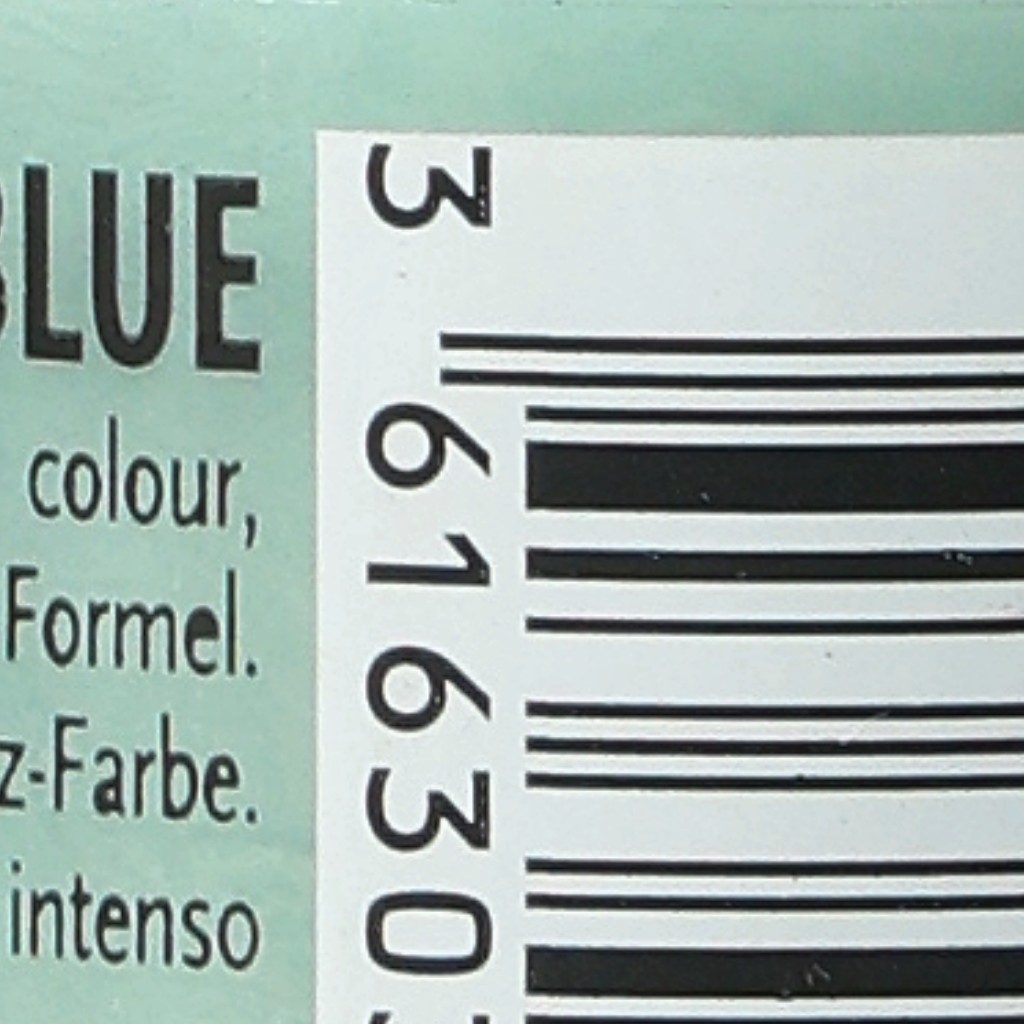 BLUE
colour,
Formel.
z-Farbe.
intenso
3 61630